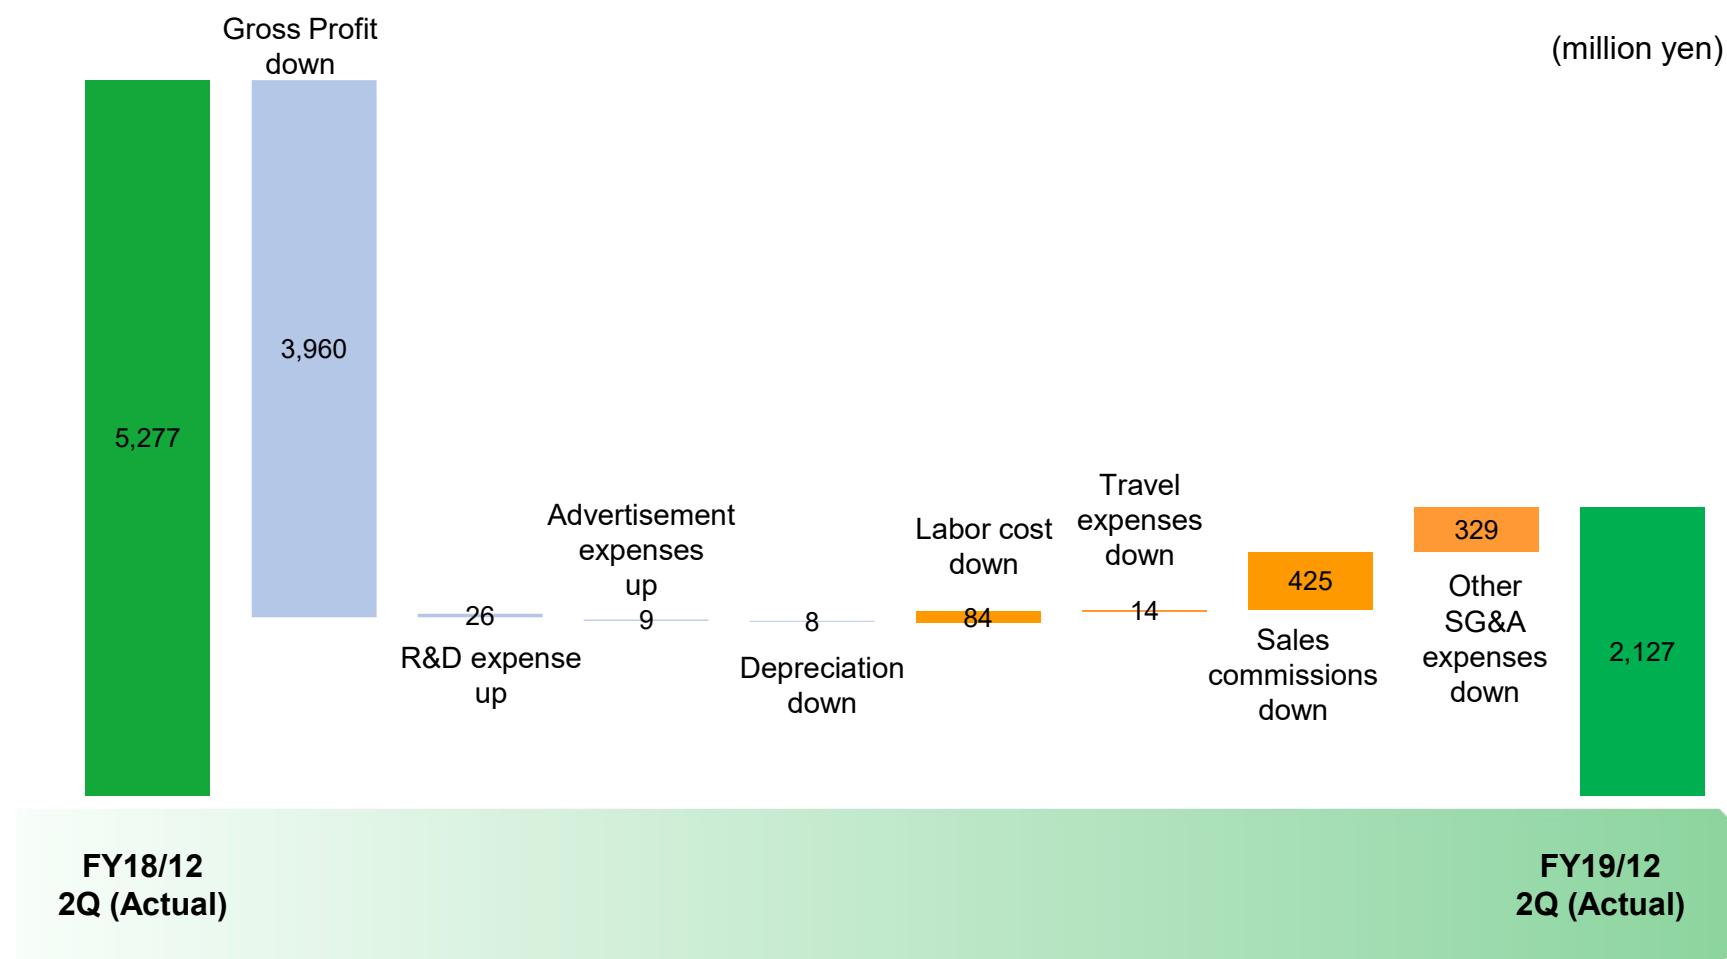 Gross Profit
down
(million yen)
5,277
3,960
26
R&D expense
up
Advertisement
expenses
up
9
8
Depreciation
down
Labor cost
down
84
Travel
expenses
down
14
425
Sales
commissions
down
329
Other
SG&A
expenses
down
2,127
FY18/12
2Q (Actual)
FY19/12
2Q (Actual)